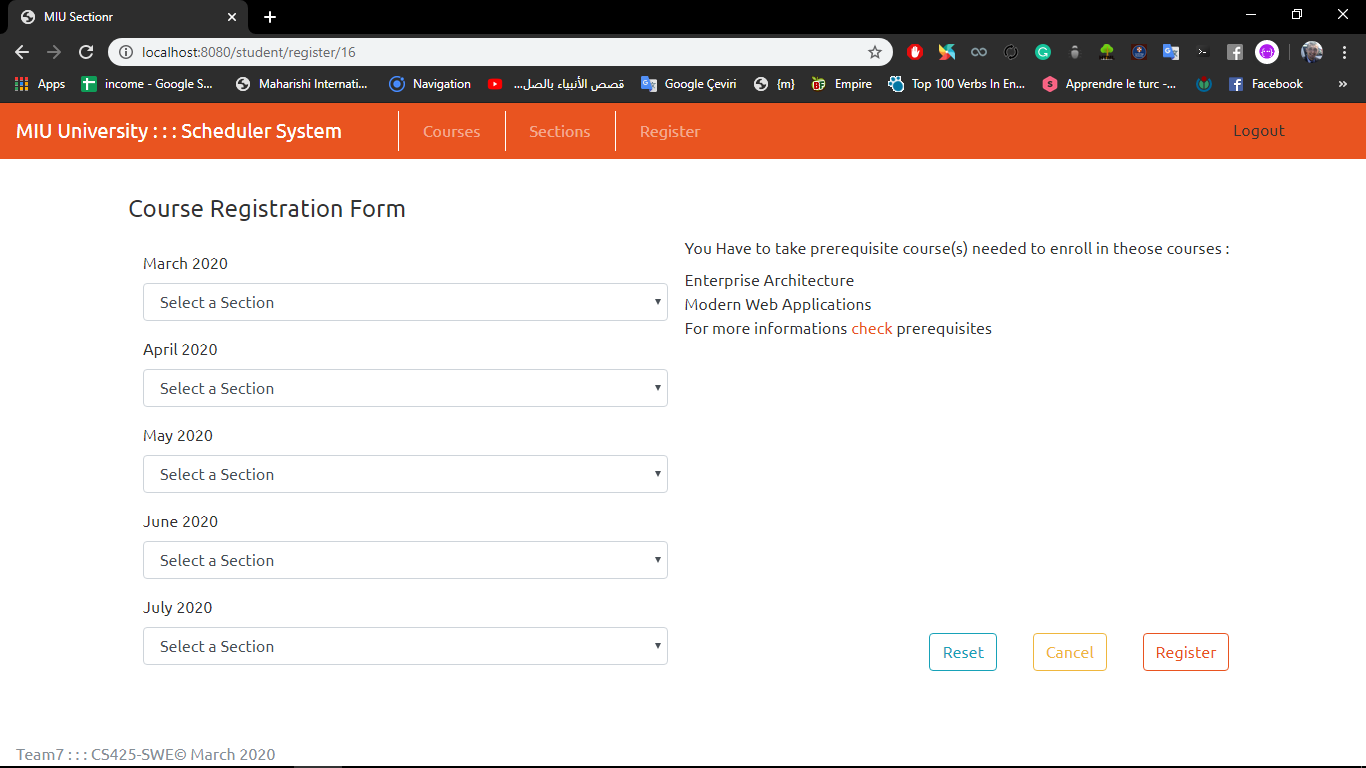 MIU Sectionr
localhost:8080/student/register/16
Apps
income - Google S...
Maharishi Internati...
Navigation
قصص الأنبياء بالصل...
Google Çeviri
{m}
Empire
Top 100 Verbs In En...
Apprendre le turc -...
Facebook
»
MIU University : : : Scheduler System
Courses
Sections
Register
Logout
Course Registration Form
March 2020
Select a Section
April 2020
Select a Section
May 2020
Select a Section
June 2020
Select a Section
July 2020
Select a Section
You Have to take prerequisite course(s) needed to enroll in theose courses :
Enterprise Architecture
Modern Web Applications
For more informations check prerequisites
Reset
Cancel
Register
Team7 : : : CS425-SWE© March 2020